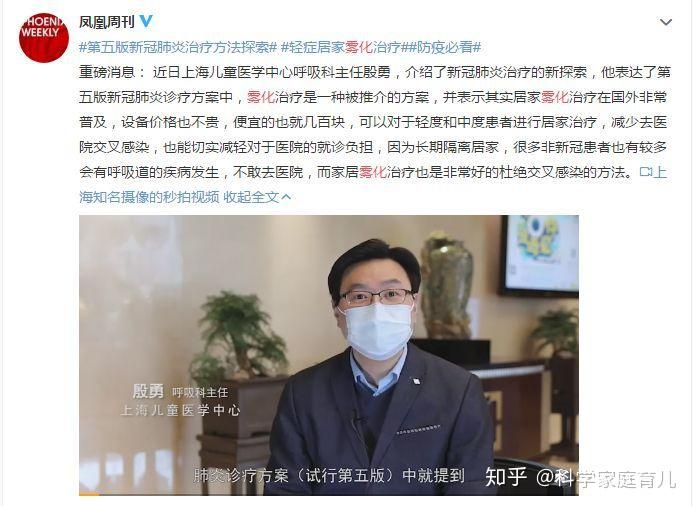 PHOENIX
WEEKLY
凤凰周刊
#第五版新冠肺炎治疗方法探索# #轻症居家雾化治疗##防疫必看#
重磅消息： 近日上海儿童医学中心呼吸科主任殷勇，介绍了新冠肺炎治疗的新探索，他表达了第
五版新冠肺炎诊疗方案中，雾化治疗是一种被推介的方案，并表示其实居家雾化治疗在国外非常
普及，设备价格也不贵，便宜的也就几百块，可以对于轻度和中度患者进行居家治疗，减少去医
院交叉感染，也能切实减轻对于医院的就诊负担，因为长期隔离居家，很多非新冠患者也有较多
会有呼吸道的疾病发生，不敢去医院，而家居雾化治疗也是非常好的杜绝交叉感染的方法。上
海知名摄像的秒拍视频 收起全文
殷勇 呼吸科主任
上海儿童医学中心
肺炎诊疗方案（试行第五版）中就提到
知乎 @科学家庭育儿